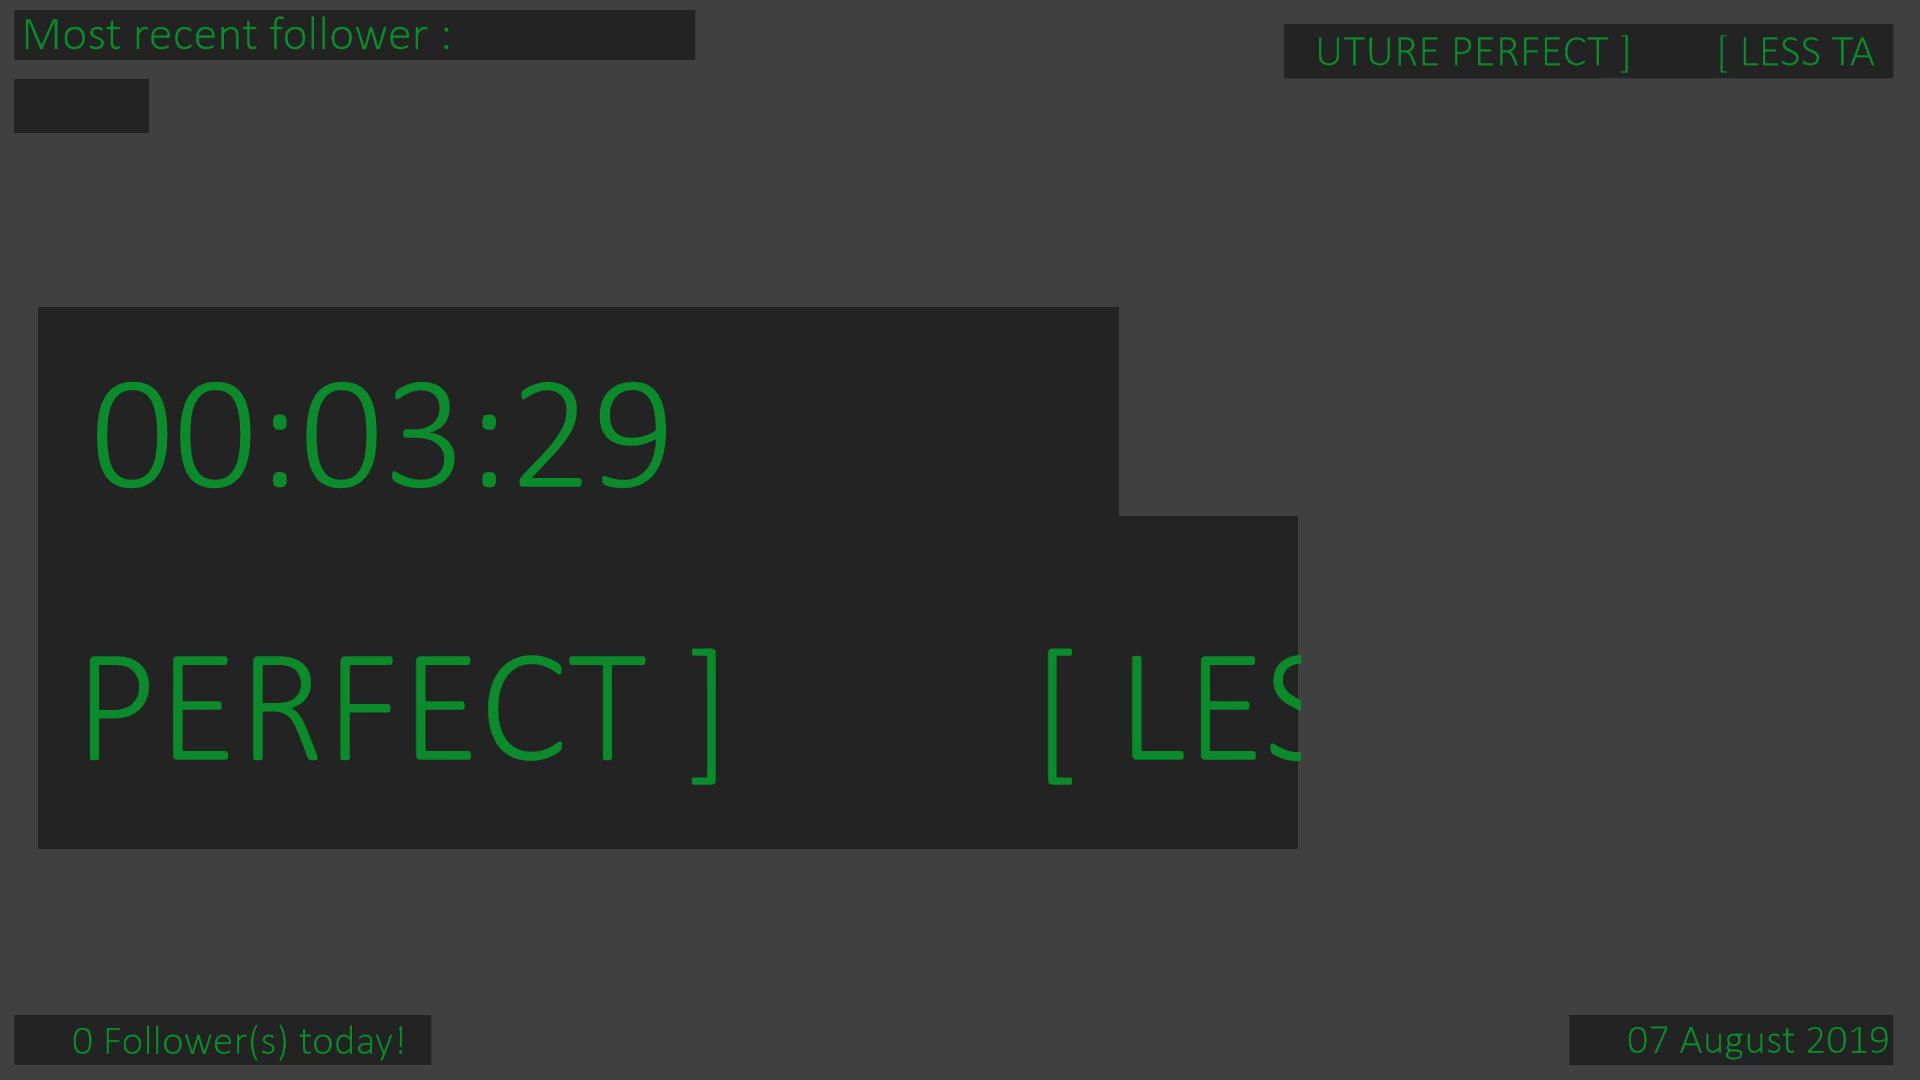 Most recent follower :
UTURE PERFECT ] [ LESS TA
00:03:29
PERFECT ] [ LES
0 Follower(s) today!
07 August 2019